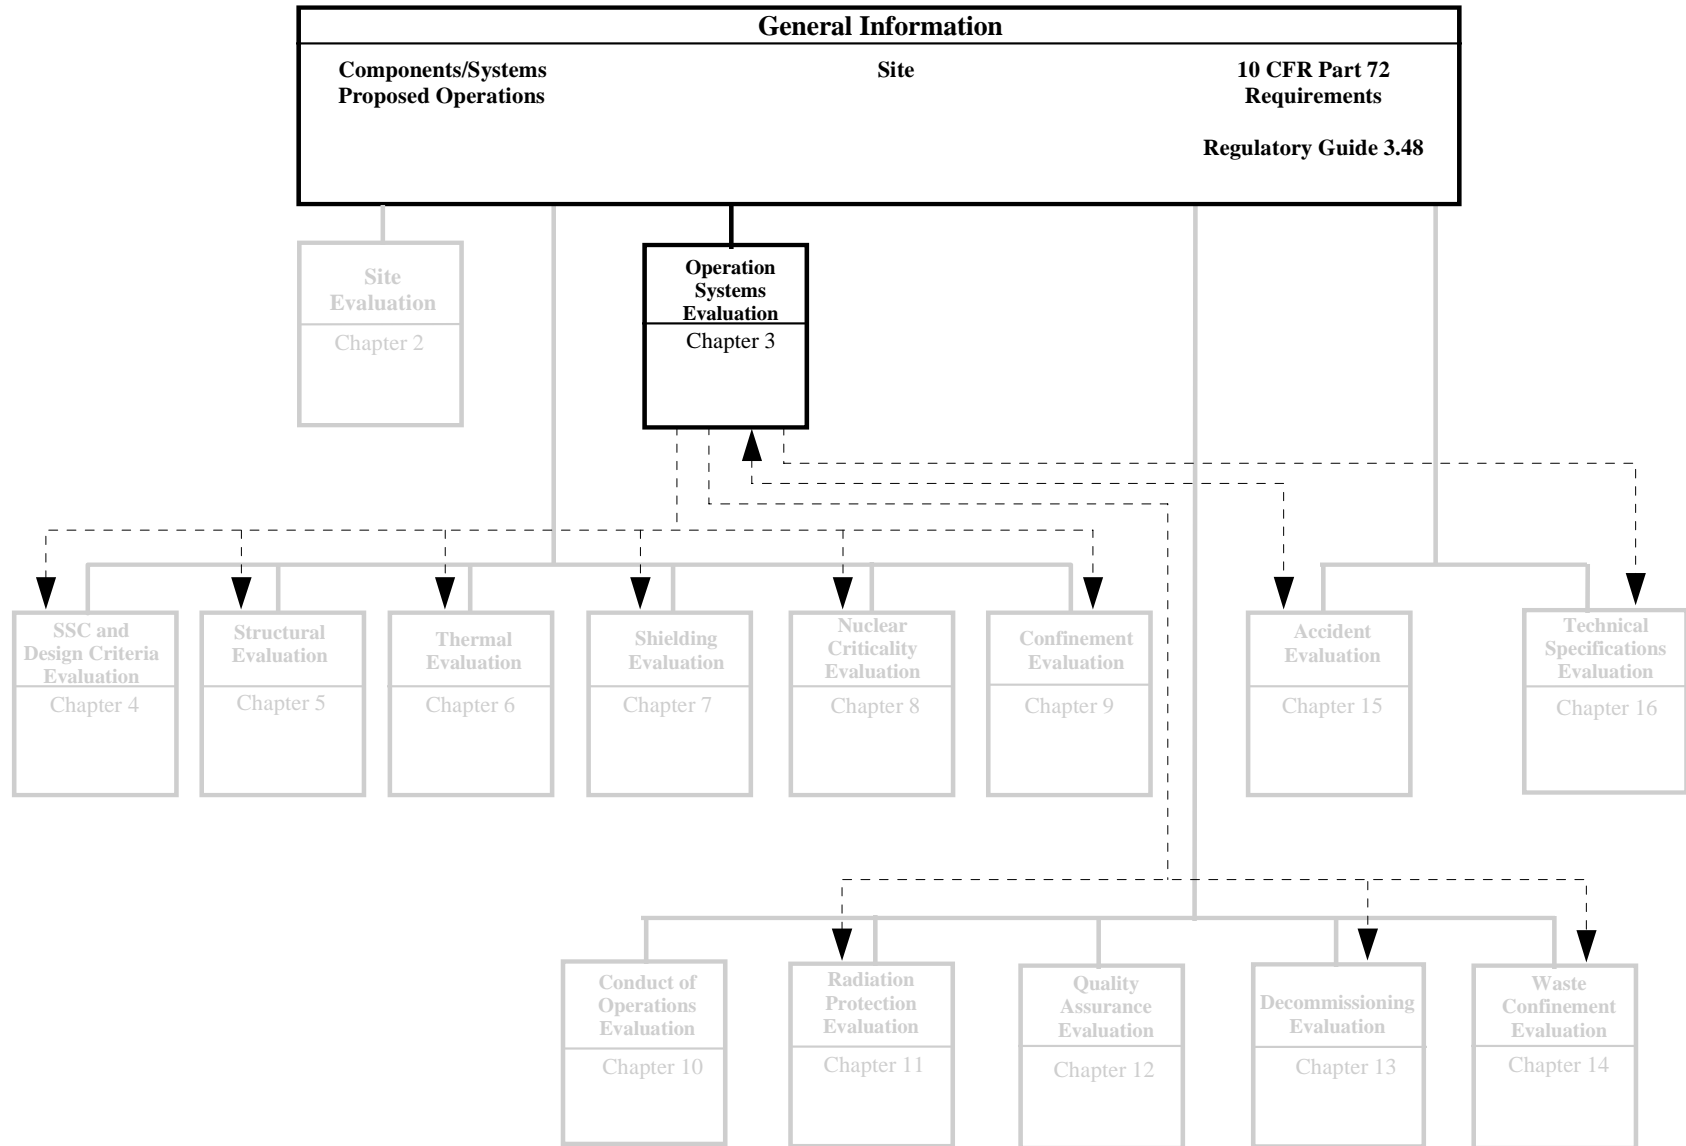 General Information
Components/Systems
Proposed Operations
Site
10 CFR Part 72
Requirements
Regulatory Guide 3.48
Site
Evaluation
Chapter 2
Operation
Systems
Evaluation
Chapter 3
SSC and
Design Criteria
Evaluation
Chapter 4
Structural
Evaluation
Chapter 5
Thermal
Evaluation
Chapter 6
Shielding
Evaluation
Chapter 7
Nuclear
Criticality
Evaluation
Chapter 8
Confinement
Evaluation
Chapter 9
Accident
Evaluation
Chapter 15
Technical
Specifications
Evaluation
Chapter 16
Conduct of
Operations
Evaluation
Chapter 10
Radiation
Protection
Evaluation
Chapter 11
Quality
Assurance
Evaluation
Chapter 12
Decommissioning
Evaluation
Chapter 13
Waste
Confinement
Evaluation
Chapter 14